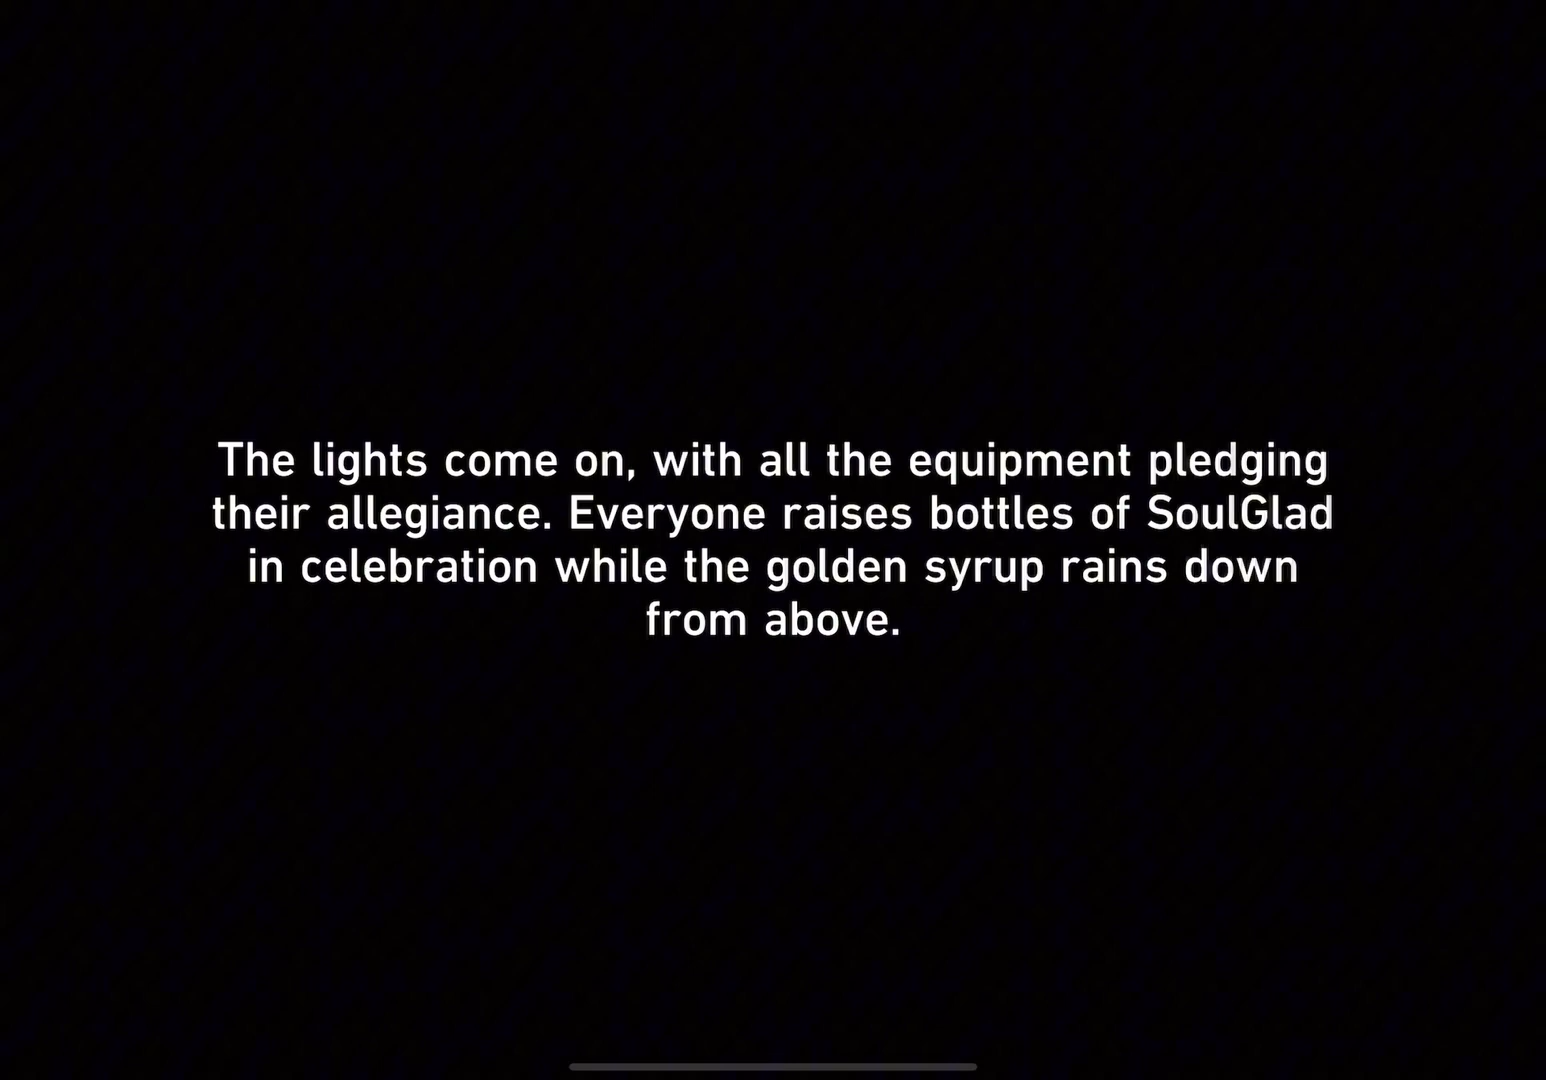 The lights come on, with all the equipment pledging
their allegiance. Everyone raises bottles of SoulGlad
in celebration while the golden syrup rains down
from above.